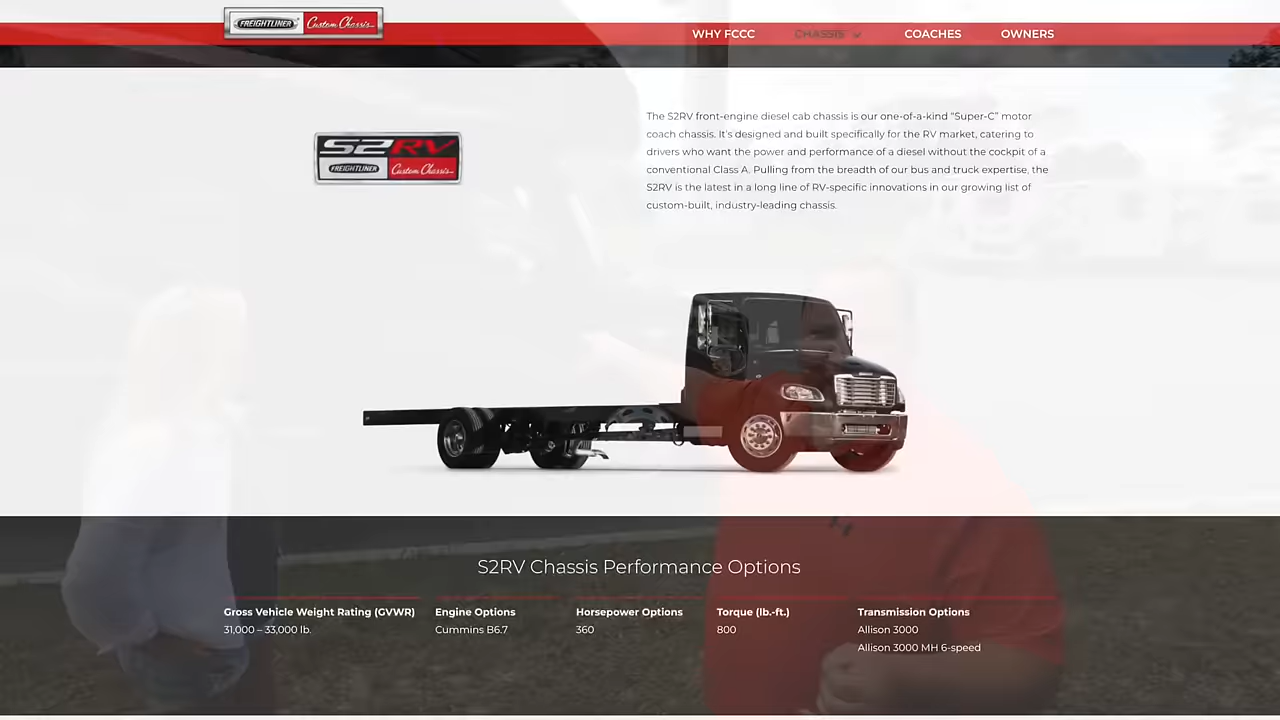 FREIGHTLINER Custom Chassis
WHY FCCC CHASSIS COACHES OWNERS
S2RV
FREIGHTLINER Custom Chassis
The S2RV front-engine diesel cab chassis is our one-of-a-kind “Super-C” motor
coach chassis. It’s designed and built specifically for the RV market, catering to
drivers who want the power and performance of a diesel without the cockpit of a
conventional Class A. Pulling from the breadth of our bus and truck expertise, the
S2RV is the latest in a long line of RV-specific innovations in our growing list of
custom-built, industry-leading chassis.
S2RV Chassis Performance Options
Gross Vehicle Weight Rating (GVWR) Engine Options Horsepower Options Torque (lb.-ft.) Transmission Options
31,000 – 33,000 lb. Cummins B6.7 360 800 Allison 3000
Allison 3000 MH 6-speed